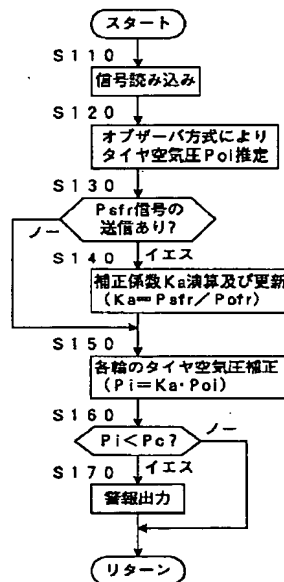 スタート
S110
信号読み込み
S120
オブザーバ方式により
タイヤ空気圧Poi推定
S130
Psfr信号の
送信あり?
ノー
イエス
S140
補正係数Ka演算及び更新
(Ka=Psfr/Pofr)
S150
各輪のタイヤ空気圧補正
(Pi=Ka·Poi)
S160
Pi<Pc?
ノー
イエス
S170
警報出力
リターン